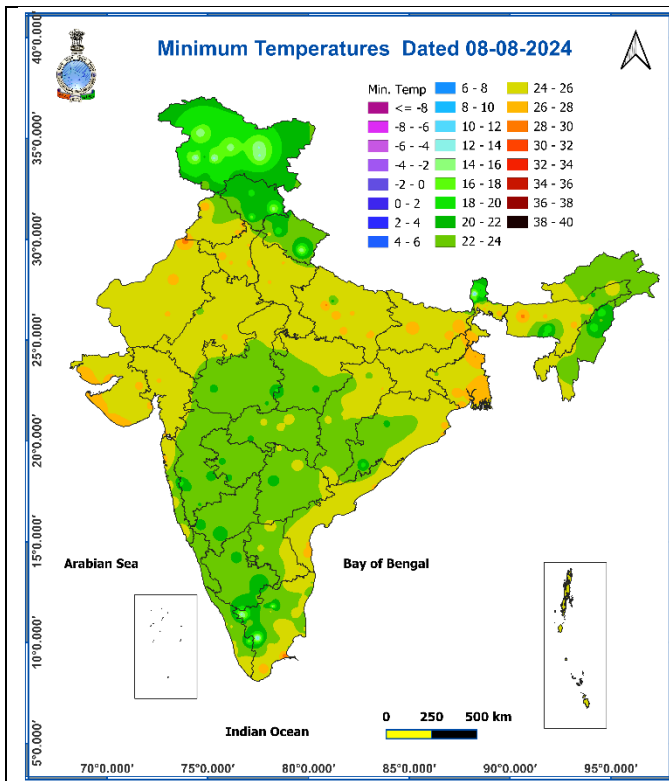 Minimum Temperatures Dated 08-08-2024
Min. Temp
<= -8
-8 - -6
-6 - -4
-4 - -2
-2 - 0
0 - 2
2 - 4
4 - 6
6 - 8
8 - 10
10 - 12
12 - 14
14 - 16
16 - 18
18 - 20
20 - 22
22 - 24
24 - 26
26 - 28
28 - 30
30 - 32
32 - 34
34 - 36
36 - 38
38 - 40
40°0.000'
35°0.000'
30°0.000'
25°0.000'
20°0.000'
15°0.000'
10°0.000'
5°0.000'
Arabian Sea
Bay of Bengal
Indian Ocean
0 250 500 km
70°0.000' 75°0.000' 80°0.000' 85°0.000' 90°0.000' 95°0.000'